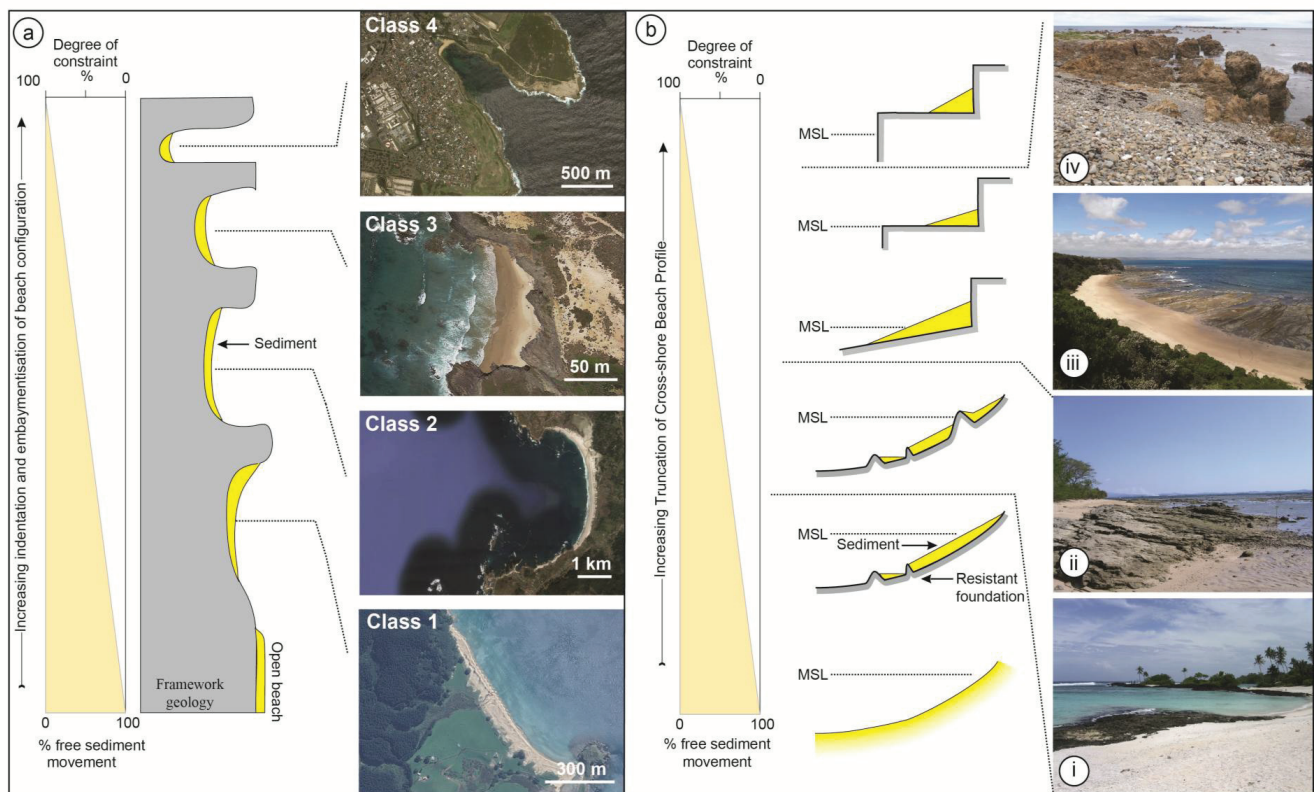 a
Degree of
constraint
%
100
0
Increasing indentation and embaymentisation of beach configuration
Sediment
Framework
geology
Open beach
0
100
% free sediment
movement
Class 4
500 m
Class 3
50 m
Class 2
1 km
Class 1
300 m
b
Degree of
constraint
%
100
0
Increasing Truncation of Cross-shore Beach Profile
MSL
MSL
MSL
MSL
MSL
Sediment
Resistant
foundation
MSL
0
100
% free sediment
movement
iv
iii
ii
i